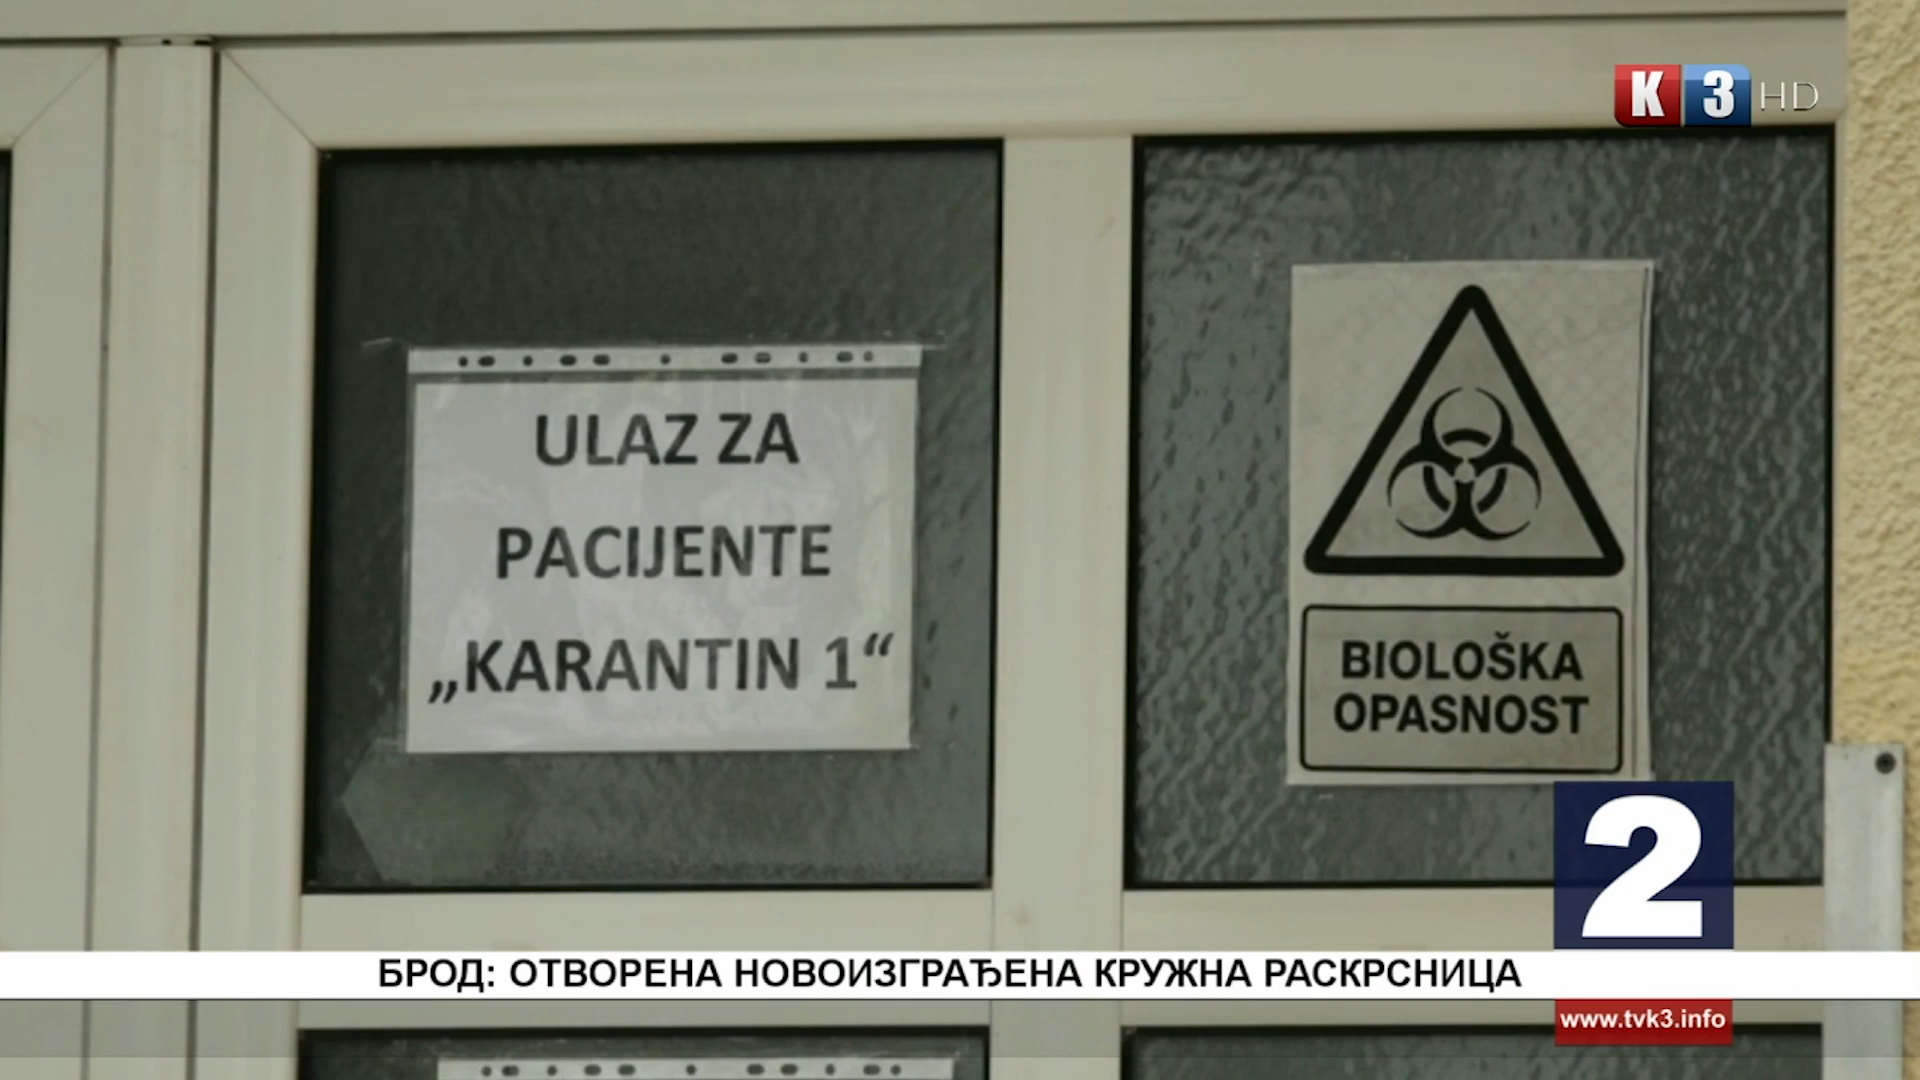 K3 HD
ULAZ ZA
PACIJENTE
„KARANTIN 1“
BIOLOŠKA
OPASNOST
2
БРОД: ОТВОРЕНА НОВОИЗГРАЂЕНА КРУЖНА РАСКРСНИЦА
www.tvk3.info